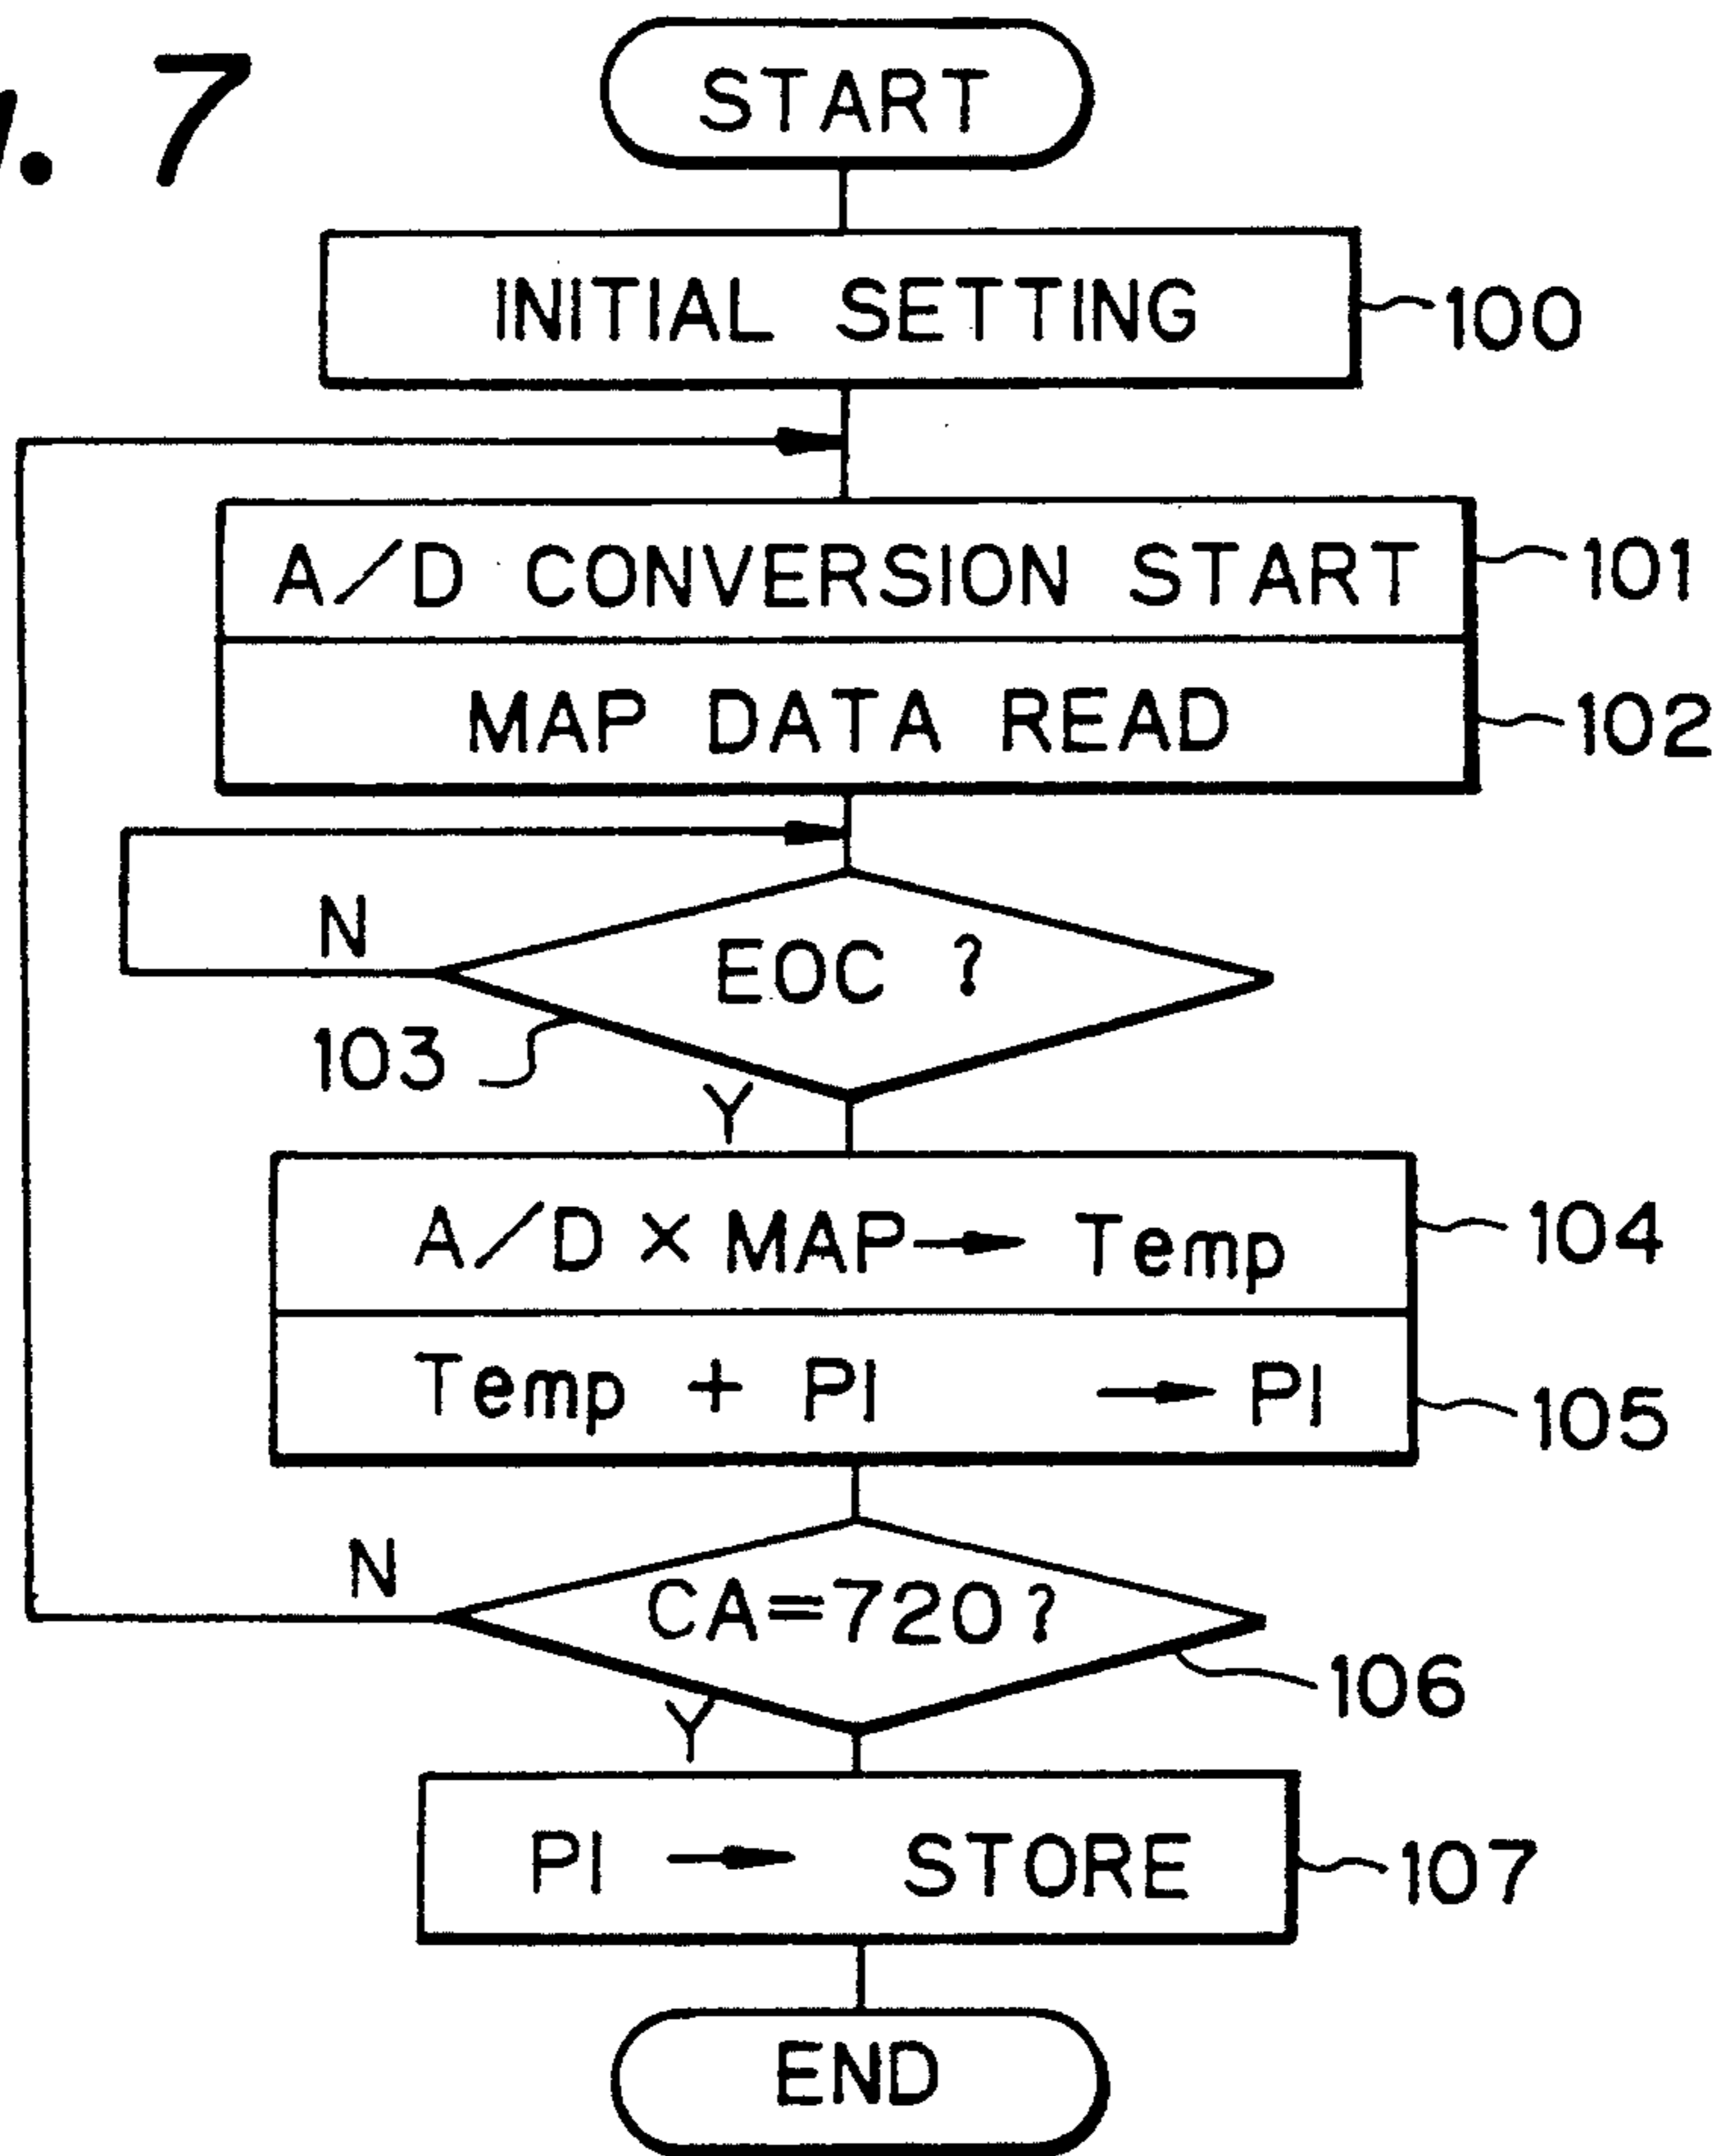 . 7
START
INITIAL SETTING
100
A/D CONVERSION START
101
MAP DATA READ
102
N
EOC ?
103
Y
A/D × MAP → Temp
104
Temp + PI → PI
105
N
CA=720?
106
Y
PI → STORE
107
END